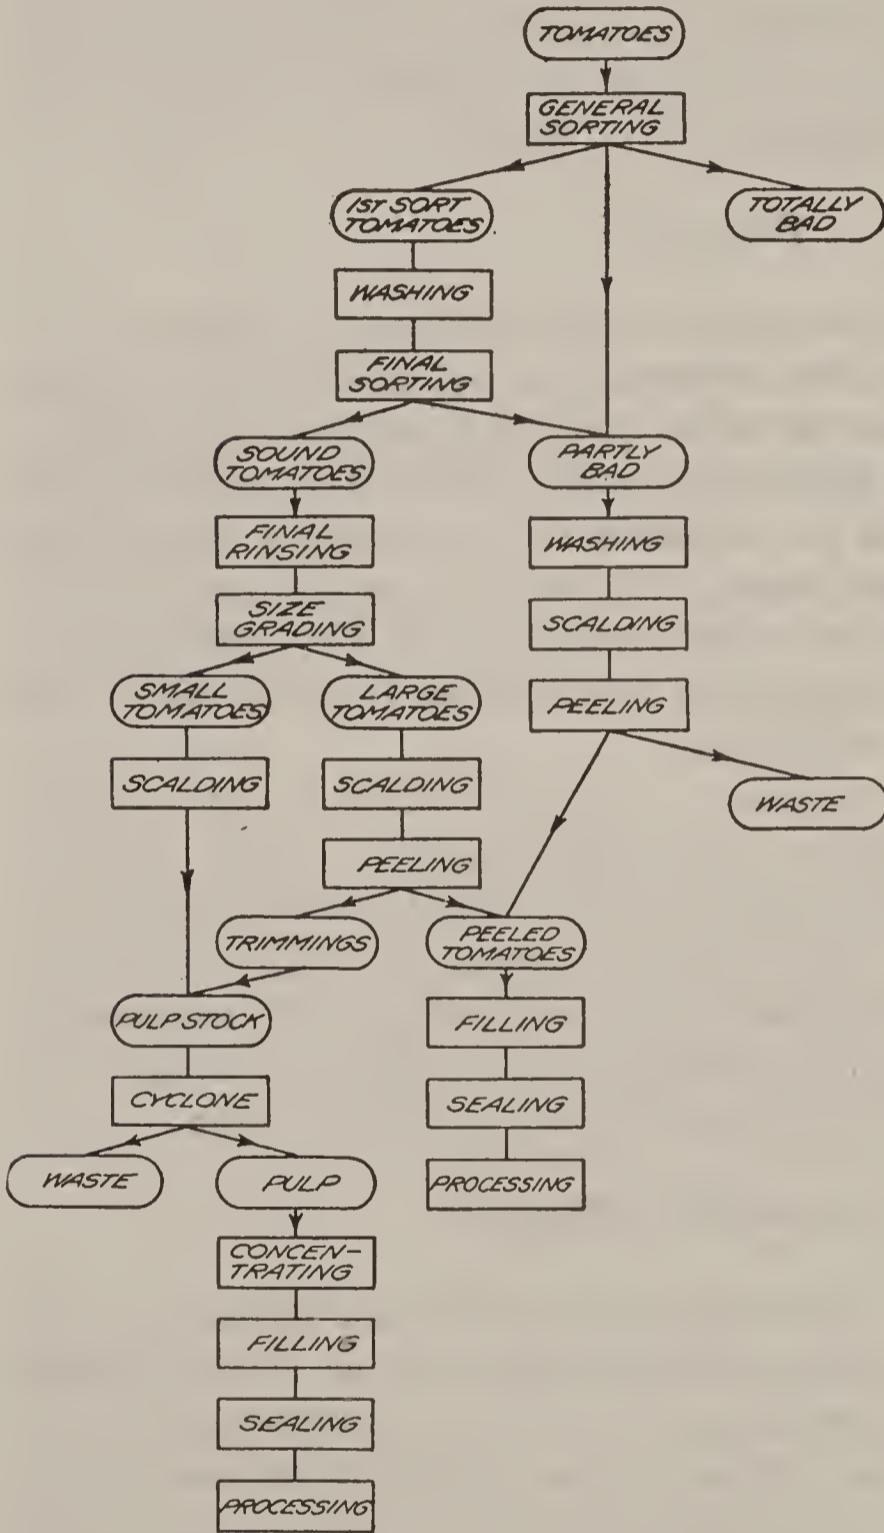 TOMATOES
GENERAL
SORTING
1ST SORT
TOMATOES
TOTALLY
BAD
WASHING
FINAL
SORTING
SOUND
TOMATOES
PARTLY
BAD
FINAL
RINSING
WASHING
SIZE
GRADING
SCALDING
SMALL
TOMATOES
LARGE
TOMATOES
PEELING
SCALDING
SCALDING
WASTE
PEELING
TRIMMINGS
PEELED
TOMATOES
PULP STOCK
FILLING
CYCLONE
SEALING
WASTE
PULP
PROCESSING
CONCEN-
TRATING
FILLING
SEALING
PROCESSING